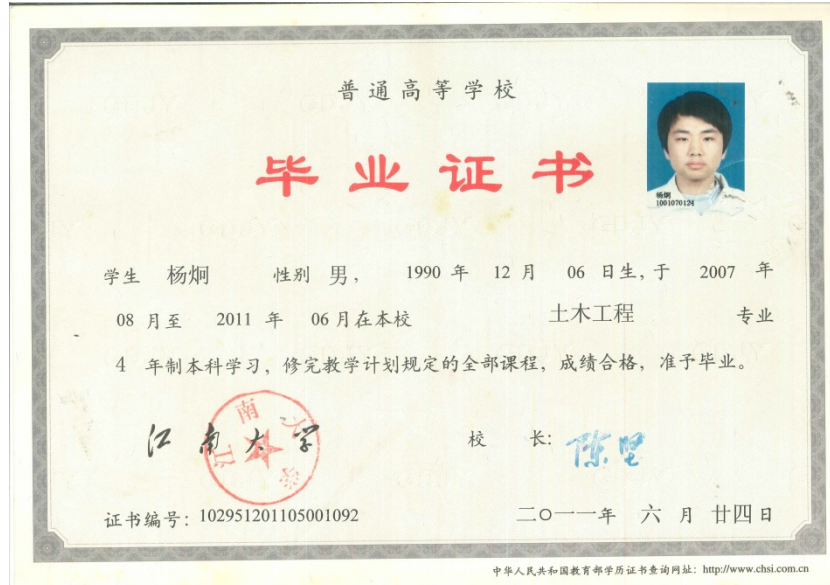 普通高等学校
毕业证书
杨炯
1001070124
学生 杨炯 性别 男， 1990 年 12 月 06 日生，于 2007 年
08 月至 2011 年 06 月在本校 土木工程 专业
4 年制本科学习，修完教学计划规定的全部课程，成绩合格，准予毕业。
江南大学
江南大学
校 长：陈坚
证书编号：102951201105001092
二〇一一年 六 月 廿四 日
中华人民共和国教育部学历证书查询网址：http://www.chsi.com.cn